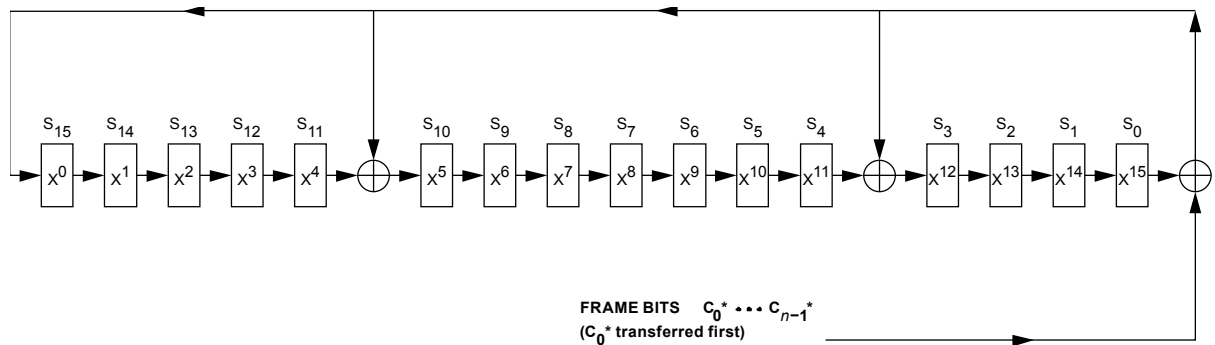 S15 S14 S13 S12 S11 S10 S9 S8 S7 S6 S5 S4 S3 S2 S1 S0
X0 X1 X2 X3 X4 X5 X6 X7 X8 X9 X10 X11 X12 X13 X14 X15
FRAME BITS C0* ••• Cn–1*
(C0* transferred first)